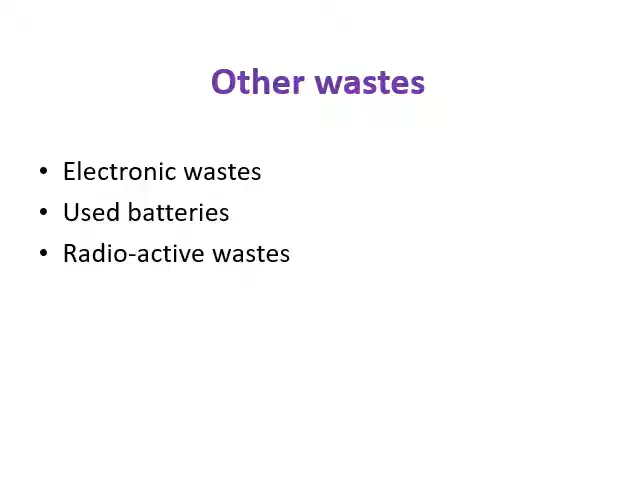 Other wastes
• Electronic wastes
• Used batteries
• Radio-active wastes